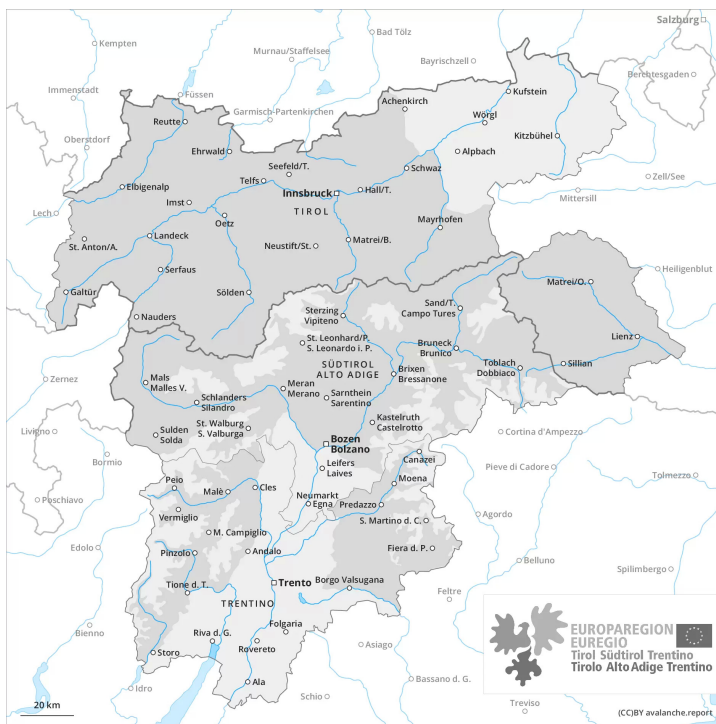 Salzburg
Kempten
Bad Tölz
Murnau/Staffelsee
Bayrischzell
Berchtesgaden
Immenstadt
Füssen
Kufstein
Achenkirch
Garmisch-Partenkirchen
Wörgl
Reutte
Oberstdorf
Kitzbühel
Ehrwald
Alpbach
Seefeld/T.
Schwaz
Zell/See
Telfs
Elbigenalp
Innsbruck
Hall/T.
Mittersill
Imst
TIROL
Lech
Oetz
Mayrhofen
Landeck
Matrei/B.
St. Anton/A.
Neustift/St.
Serfaus
Heiligenblut
Matrei/O.
Galtür
Sölden
Sand/T.
Campo Tures
Sterzing
Vipiteno
Nauders
St. Leonhard/P.
S. Leonardo i. P.
Lienz
Bruneck
Brunico
SÜDTIROL
ALTO ADIGE
Toblach
Dobbiaco
Sillian
Brixen
Bressanone
Mals
Malles V.
Zernez
Meran
Merano
Sarnthein
Sarentino
Schlanders
Silandro
St. Walburg
S. Valburga
Kastelruth
Castelrotto
Livigno
Sulden
Solda
Cortina d'Ampezzo
Bozen
Bolzano
Bormio
Canazei
Leifers
Laives
Pieve di Cadore
Tolmezzo
Peio
Moena
Malè
Cles
Poschiavo
Neumarkt
Egna
Predazzo
Vermiglio
S. Martino d. C.
Agordo
M. Campiglio
Edolo
Pinzolo
Andalo
Fiera d. P.
Belluno
Spilimbergo
Tione d. T.
Trento
Borgo Valsugana
Feltre
TRENTINO
Bienno
Folgaria
Riva d. G.
Rovereto
Asiago
Storo
Ala
Idro
Bassano d. G.
Schio
Treviso
EUROPAREGION
EUREGIO
Tirol Südtirol Trentino
Tirolo Alto Adige Trentino
20 km
(CC)BY avalanche.report